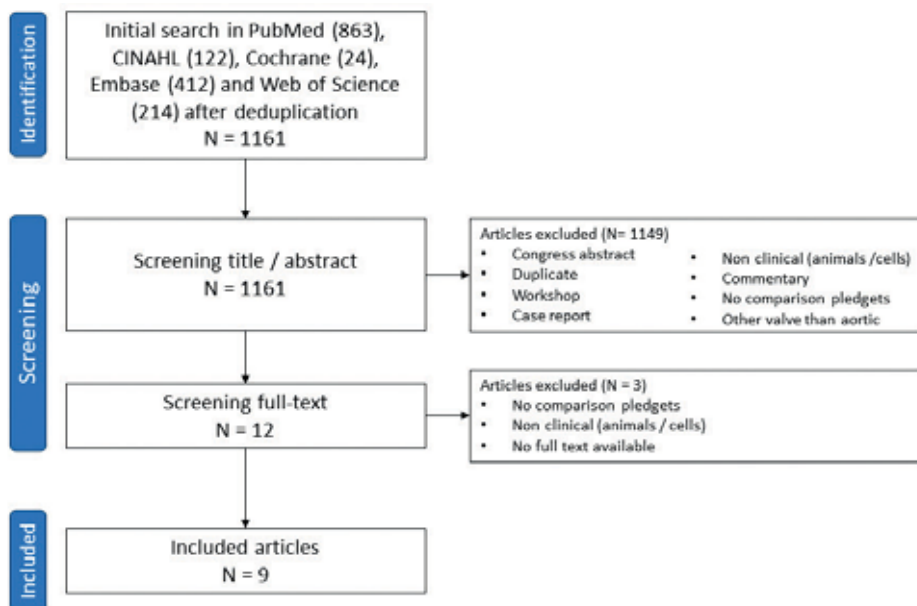 Identification
Initial search in PubMed (863),
CINAHL (122), Cochrane (24),
Embase (412) and Web of Science
(214) after deduplication
N = 1161
Screening
Screening title / abstract
N = 1161
Articles excluded (N= 1149)
• Congress abstract
• Duplicate
• Workshop
• Case report
• Non clinical (animals /cells)
• Commentary
• No comparison pledgets
• Other valve than aortic
Screening full-text
N = 12
Articles excluded (N = 3)
• No comparison pledgets
• Non clinical (animals / cells)
• No full text available
Included
Included articles
N = 9